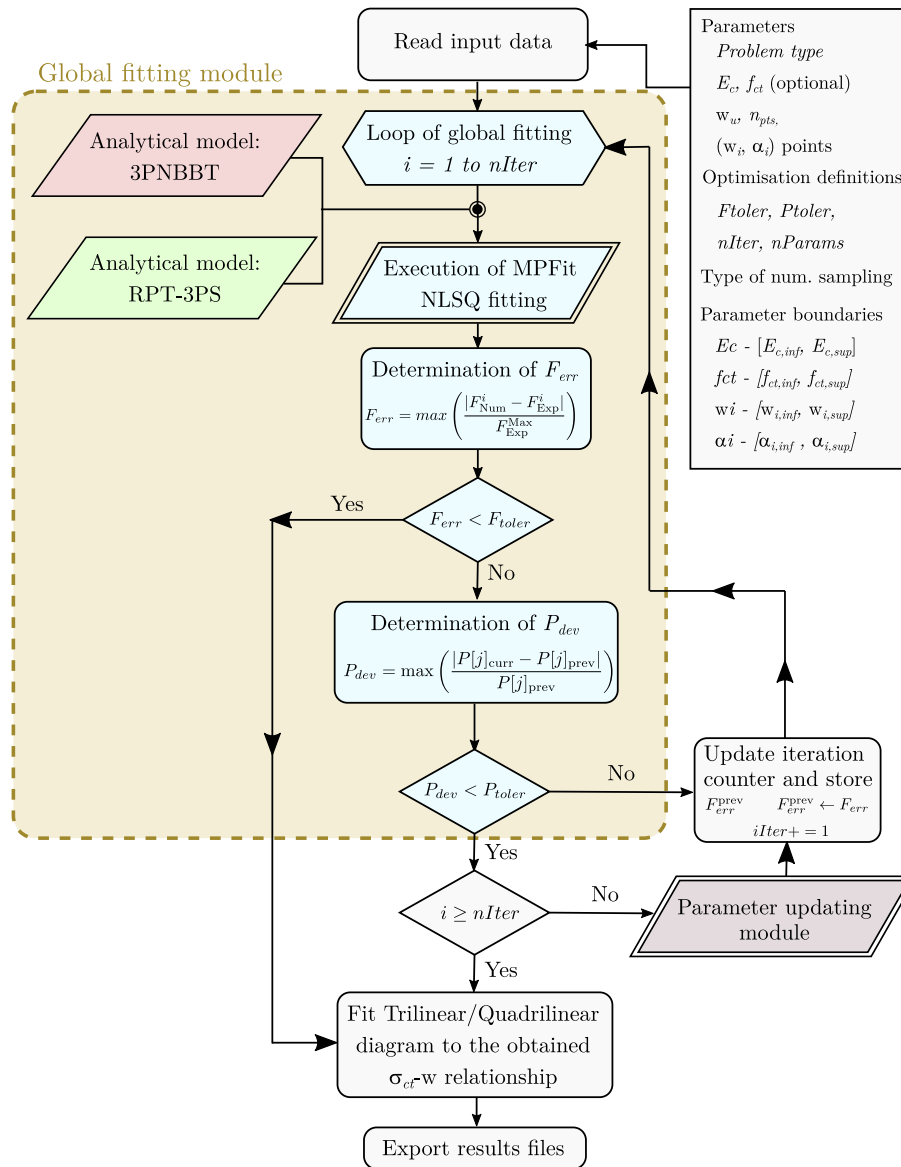 Read input data
Parameters
Problem type
E_c, f_ct (optional)
w_u, n_pts,
(w_i, α_i) points
Optimisation definitions
Ftoler, Ptoler,
nIter, nParams
Type of num. sampling
Parameter boundaries
Ec - [E_c,inf, E_c,sup]
fct - [f_ct,inf, f_ct,sup]
wi - [w_i,inf, w_i,sup]
αi - [α_i,inf , α_i,sup]
Global fitting module
Analytical model:
3PNBBT
Analytical model:
RPT-3PS
Loop of global fitting
i = 1 to nIter
Execution of MPFit
NLSQ fitting
Determination of F_err
F_err = max ( |F^i_Num − F^i_Exp| / F^Max_Exp )
Yes
F_err < F_toler
No
Determination of P_dev
P_dev = max ( |P[j]_curr − P[j]_prev| / P[j]_prev )
P_dev < P_toler
No
Update iteration
counter and store
F^prev_err F^prev_err ← F_err
iIter+ = 1
Yes
i ≥ nIter
No
Parameter updating
module
Yes
Fit Trilinear/Quadrilinear
diagram to the obtained
σ_ct-w relationship
Export results files